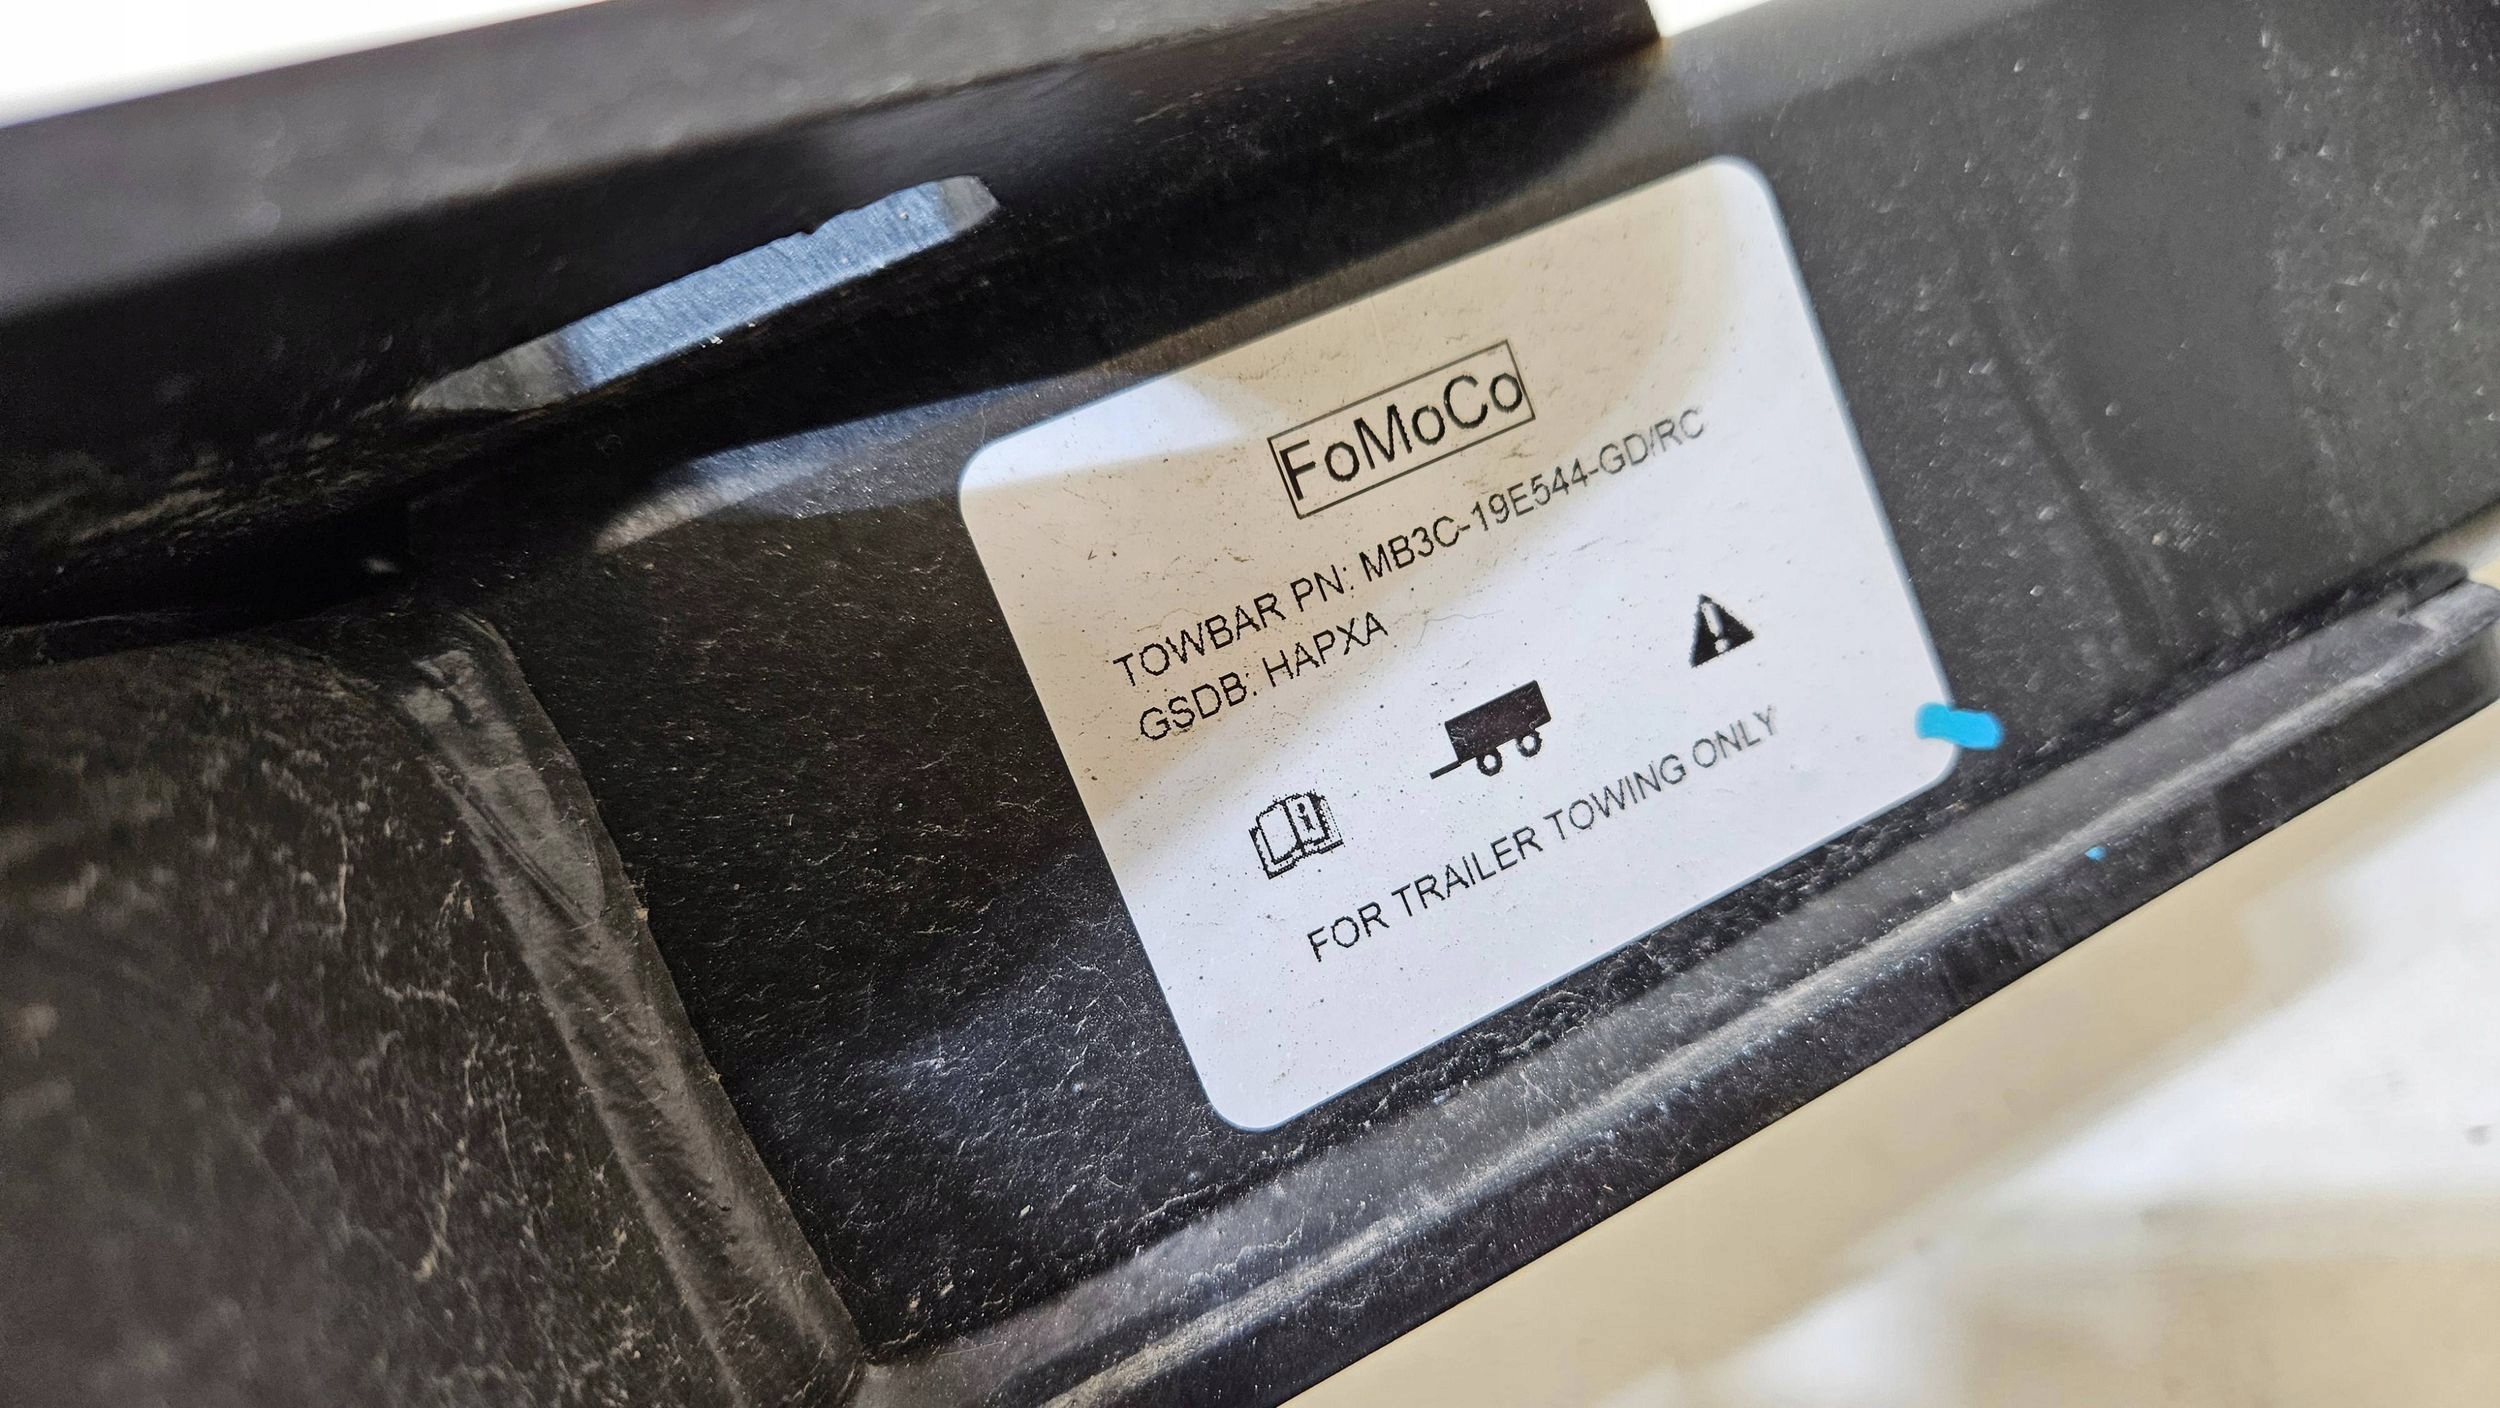 FoMoCo
TOWBAR PN: MB3C-19E544-GD/RC
GSDB: HAPXA
FOR TRAILER TOWING ONLY